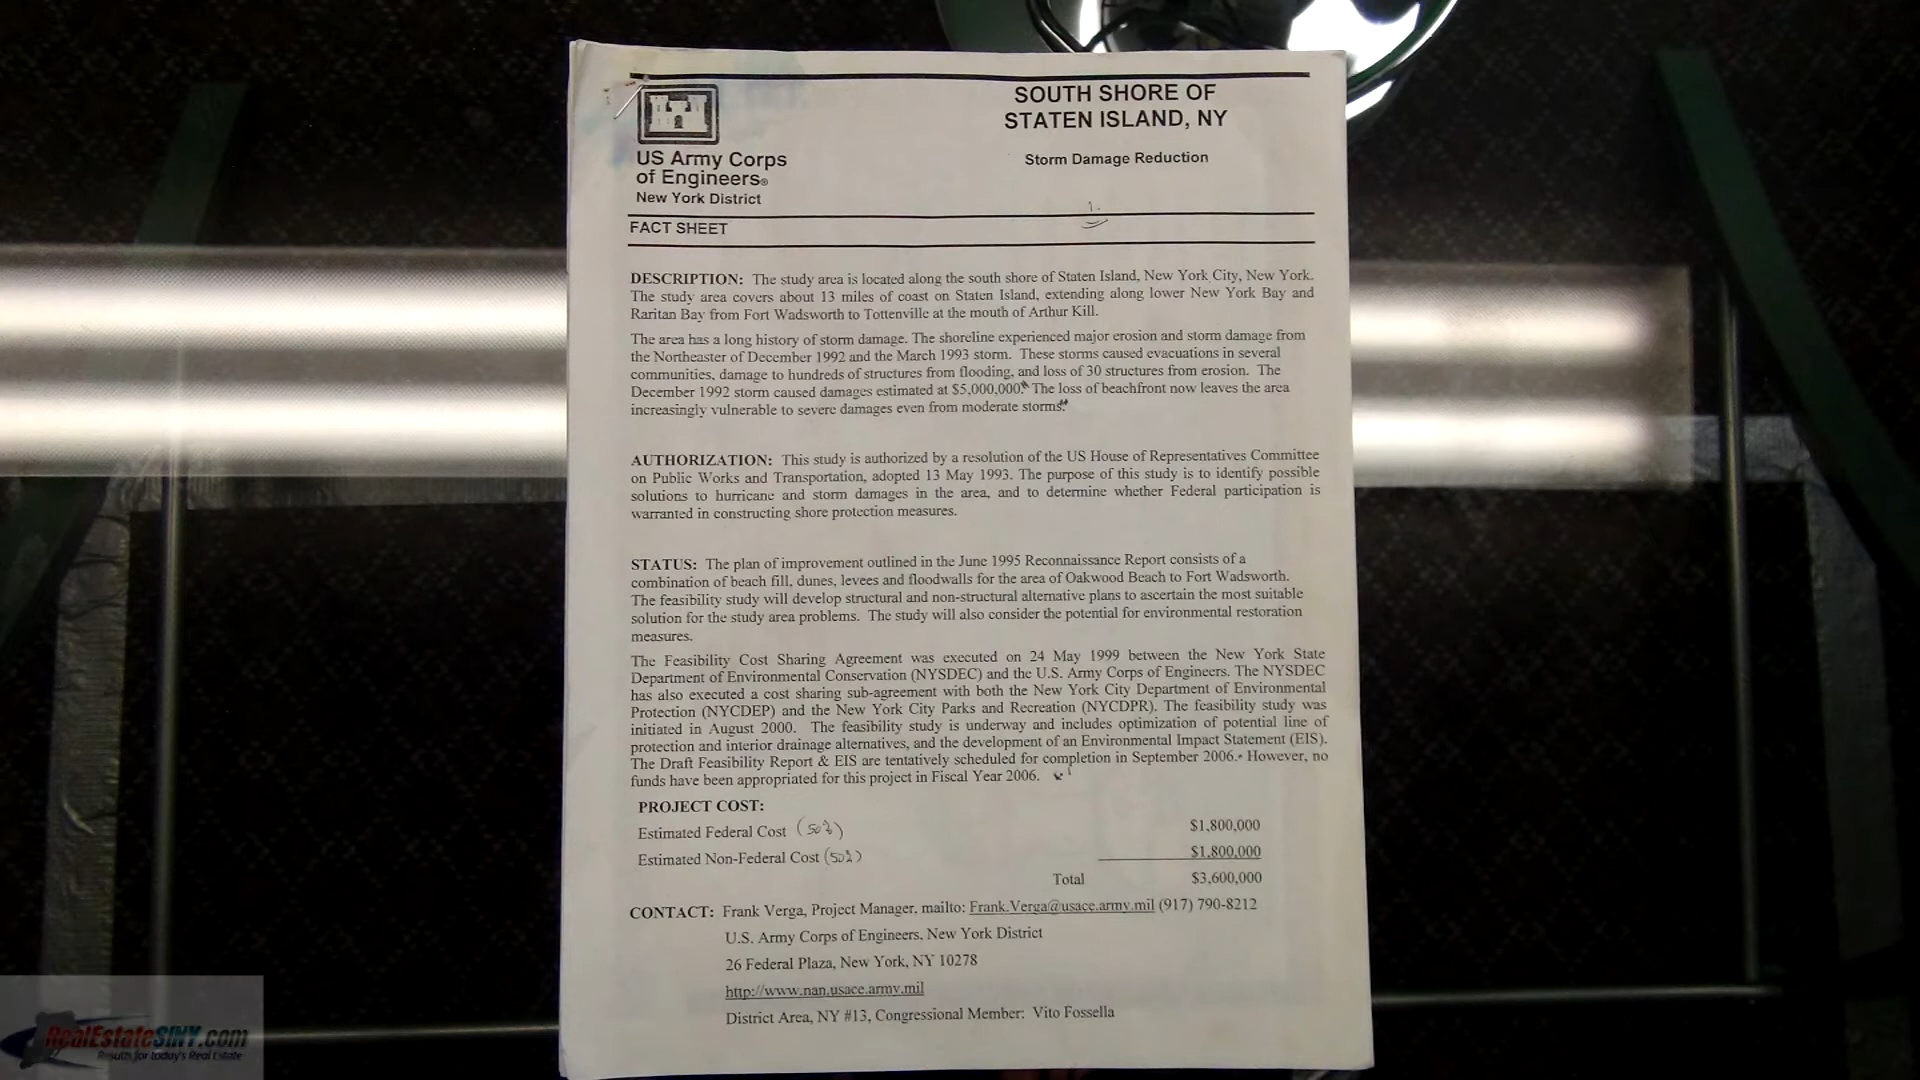 SOUTH SHORE OF
STATEN ISLAND, NY
Storm Damage Reduction
US Army Corps
of Engineers®
New York District
FACT SHEET
DESCRIPTION: The study area is located along the south shore of Staten Island, New York City, New York.
The study area covers about 13 miles of coast on Staten Island, extending along lower New York Bay and
Raritan Bay from Fort Wadsworth to Tottenville at the mouth of Arthur Kill.
The area has a long history of storm damage. The shoreline experienced major erosion and storm damage from
the Northeaster of December 1992 and the March 1993 storm. These storms caused evacuations in several
communities, damage to hundreds of structures from flooding, and loss of 30 structures from erosion. The
December 1992 storm caused damages estimated at $5,000,000. The loss of beachfront now leaves the area
increasingly vulnerable to severe damages even from moderate storms.
AUTHORIZATION: This study is authorized by a resolution of the US House of Representatives Committee
on Public Works and Transportation, adopted 13 May 1993. The purpose of this study is to identify possible
solutions to hurricane and storm damages in the area, and to determine whether Federal participation is
warranted in constructing shore protection measures.
STATUS: The plan of improvement outlined in the June 1995 Reconnaissance Report consists of a
combination of beach fill, dunes, levees and floodwalls for the area of Oakwood Beach to Fort Wadsworth.
The feasibility study will develop structural and non-structural alternative plans to ascertain the most suitable
solution for the study area problems. The study will also consider the potential for environmental restoration
measures.
The Feasibility Cost Sharing Agreement was executed on 24 May 1999 between the New York State
Department of Environmental Conservation (NYSDEC) and the U.S. Army Corps of Engineers. The NYSDEC
has also executed a cost sharing sub-agreement with both the New York City Department of Environmental
Protection (NYCDEP) and the New York City Parks and Recreation (NYCDPR). The feasibility study was
initiated in August 2000. The feasibility study is underway and includes optimization of potential line of
protection and interior drainage alternatives, and the development of an Environmental Impact Statement (EIS).
The Draft Feasibility Report & EIS are tentatively scheduled for completion in September 2006. However, no
funds have been appropriated for this project in Fiscal Year 2006.
PROJECT COST:
Estimated Federal Cost (50%) $1,800,000
Estimated Non-Federal Cost (50%) $1,800,000
Total $3,600,000
CONTACT: Frank Verga, Project Manager, mailto: Frank.Verga@usace.army.mil (917) 790-8212
U.S. Army Corps of Engineers, New York District
26 Federal Plaza, New York, NY 10278
http://www.nan.usace.army.mil
District Area, NY #13, Congressional Member: Vito Fossella
RealEstateSINY.com
Results for today's Real Estate